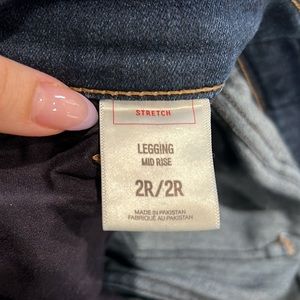 STRETCH
LEGGING
MID RISE
2R/2R
MADE IN PAKISTAN
FABRIQUÉ AU PAKISTAN